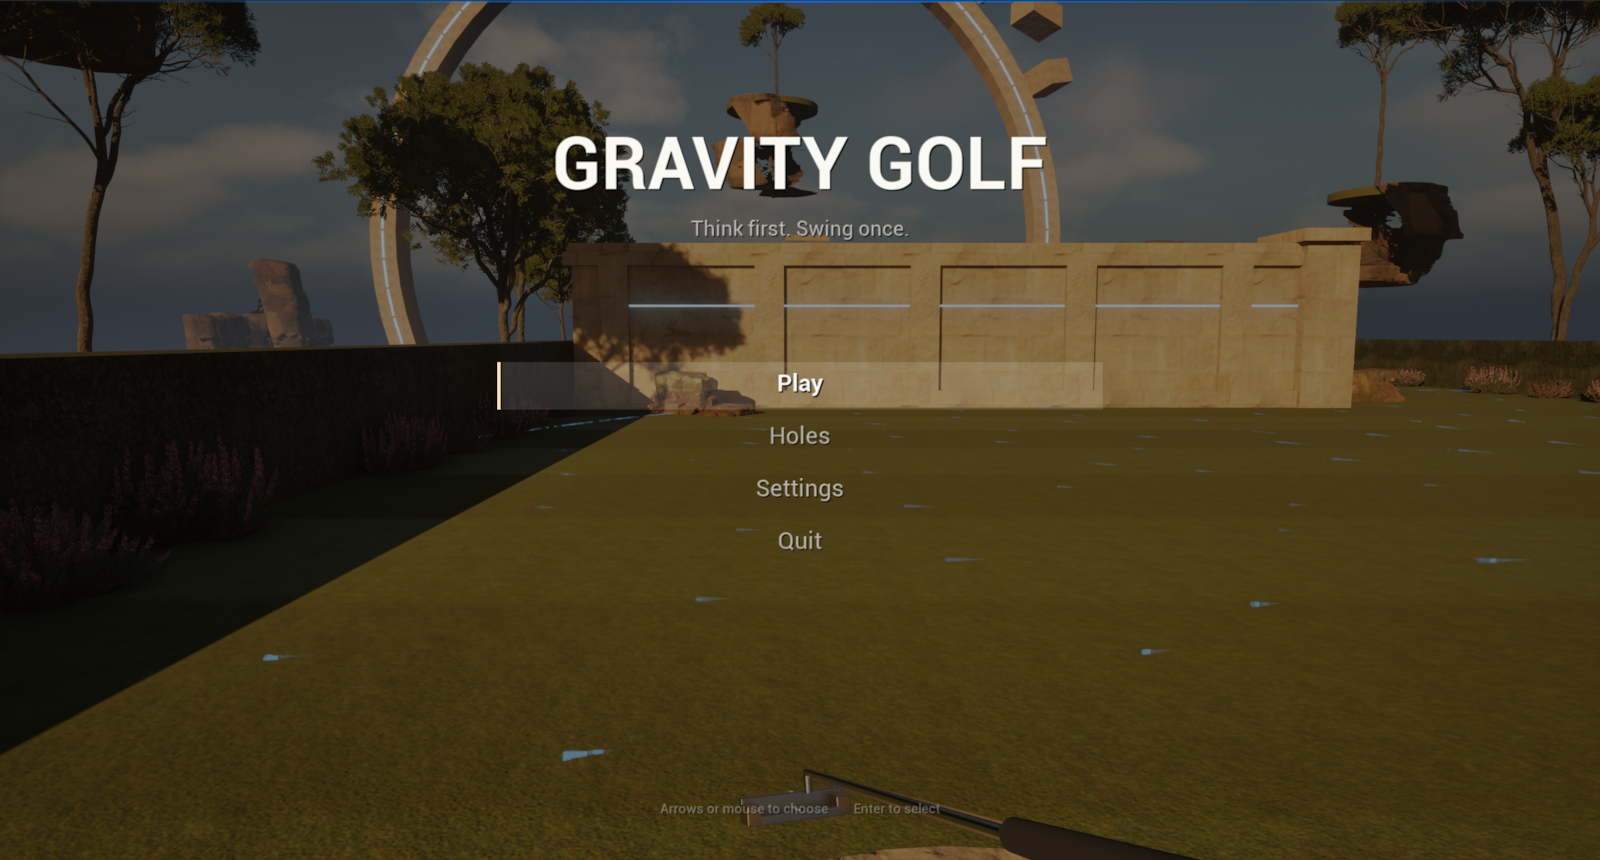 GRAVITY GOLF
Think first. Swing once.
Play
Holes
Settings
Quit
Arrows or mouse to choose Enter to select